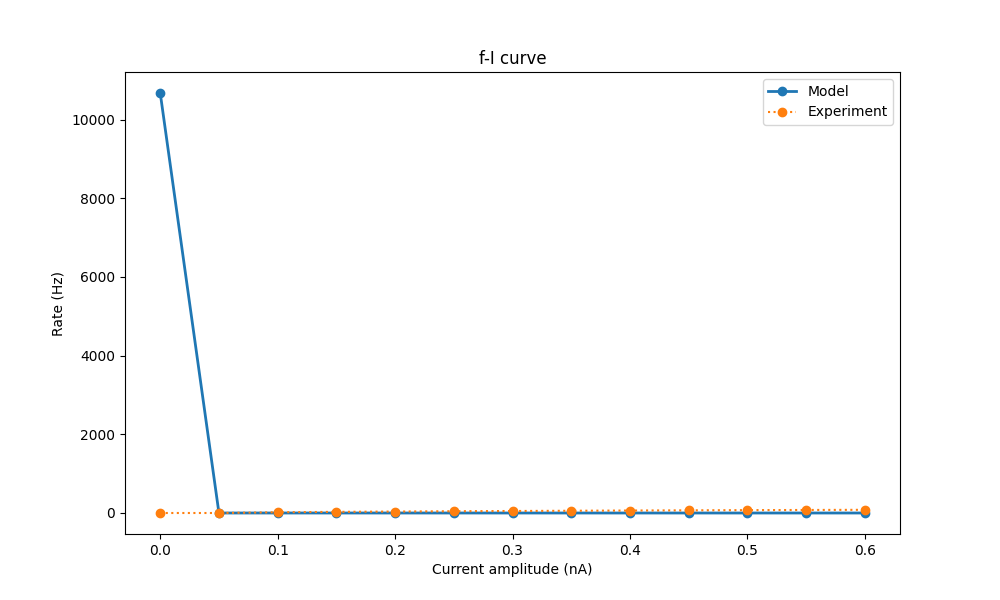 f-I curve
Model
Experiment
Rate (Hz)
10000
8000
6000
4000
2000
0
0.0 0.1 0.2 0.3 0.4 0.5 0.6
Current amplitude (nA)